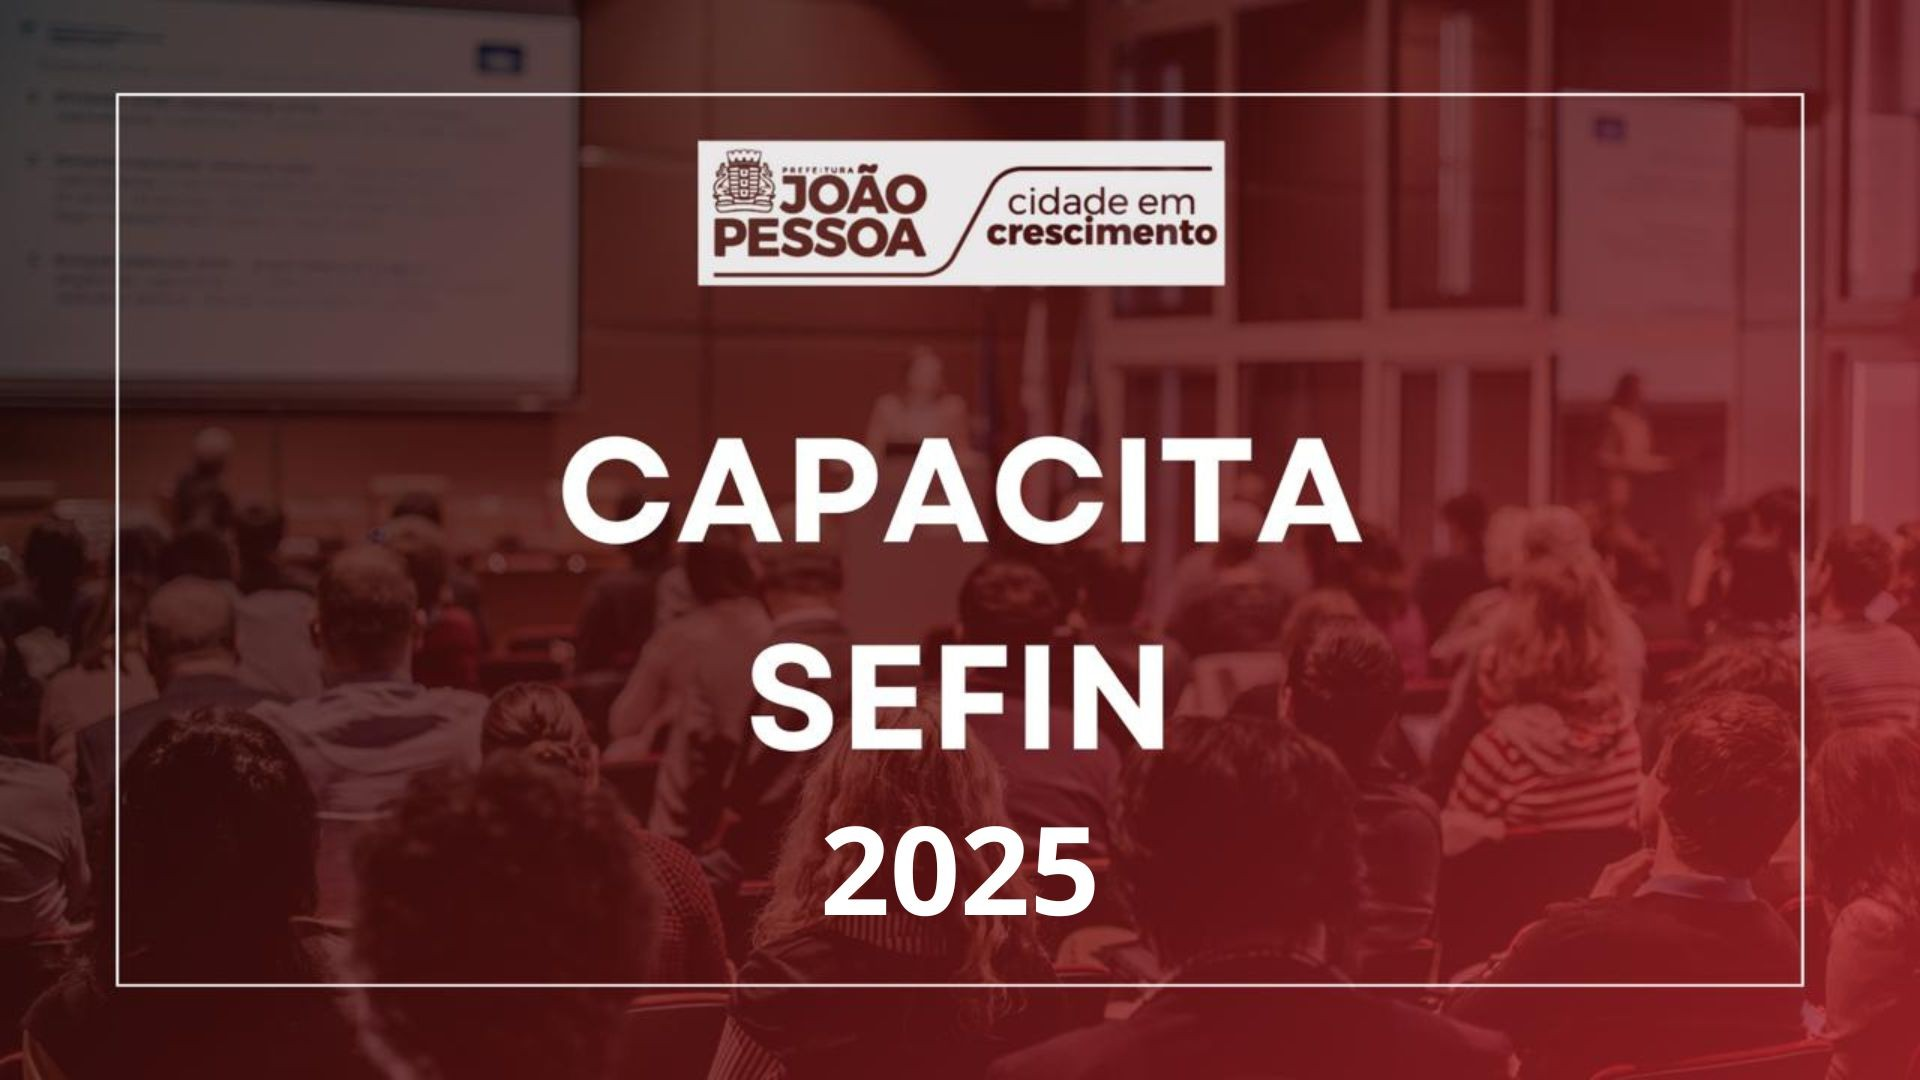 PREFEITURA
JOÃO
PESSOA
cidade em
crescimento
CAPACITA
SEFIN
2025